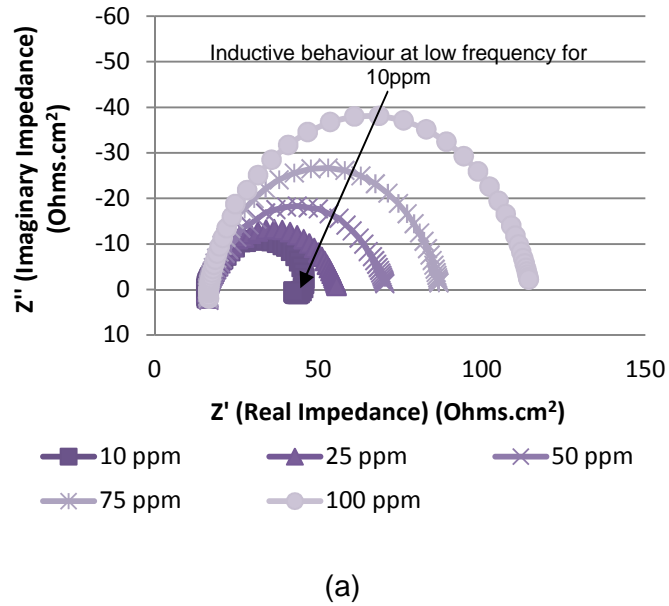 -60
-50
-40
-30
-20
-10
0
10
Inductive behaviour at low frequency for
10ppm
Z'' (Imaginary Impedance)
(Ohms.cm²)
0 50 100 150
Z' (Real Impedance) (Ohms.cm²)
10 ppm 25 ppm 50 ppm
75 ppm 100 ppm
(a)